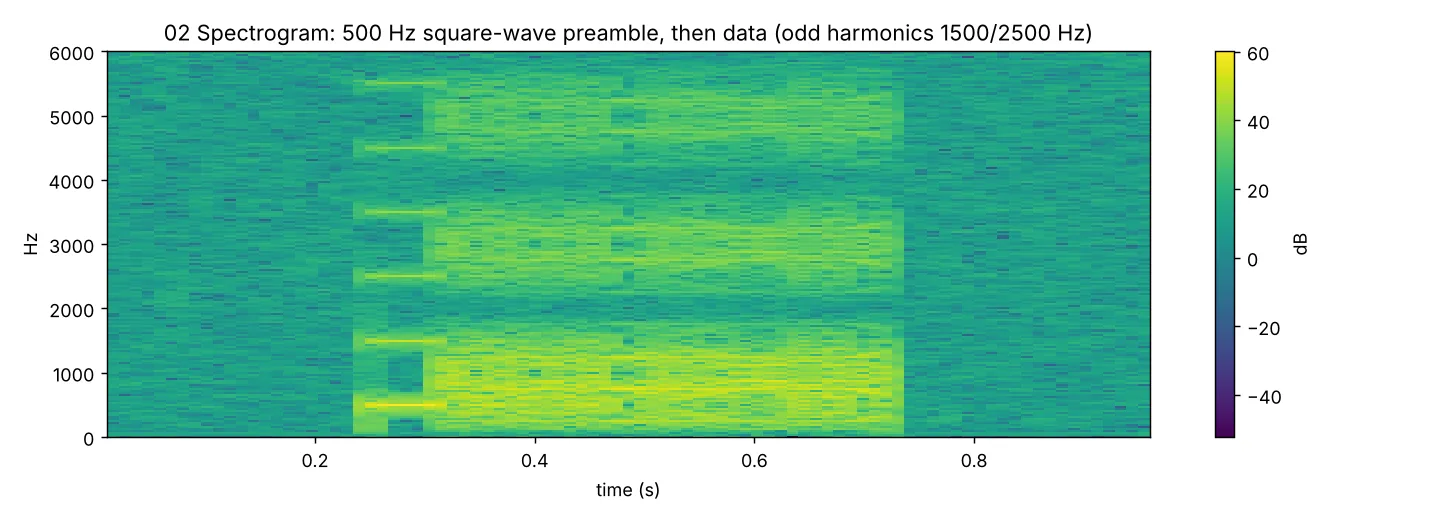 02 Spectrogram: 500 Hz square-wave preamble, then data (odd harmonics 1500/2500 Hz)
6000
5000
4000
3000
2000
1000
0
Hz
0.2 0.4 0.6 0.8
time (s)
60
40
20
0
−20
−40
dB